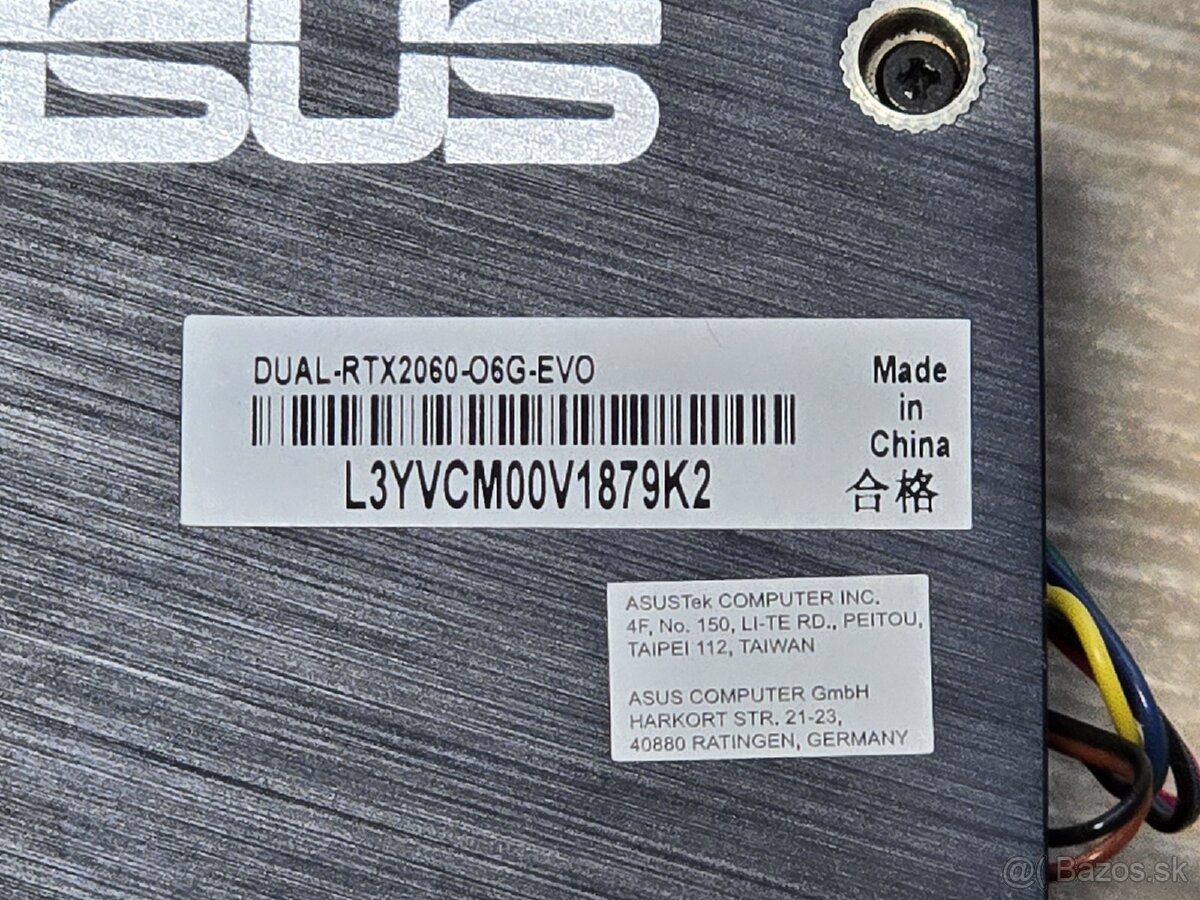 ASUS
DUAL-RTX2060-O6G-EVO
L3YVCM00V1879K2
Made
in
China
合格
ASUSTek COMPUTER INC.
4F, No. 150, LI-TE RD., PEITOU,
TAIPEI 112, TAIWAN
ASUS COMPUTER GmbH
HARKORT STR. 21-23,
40880 RATINGEN, GERMANY
@( Bazos.sk